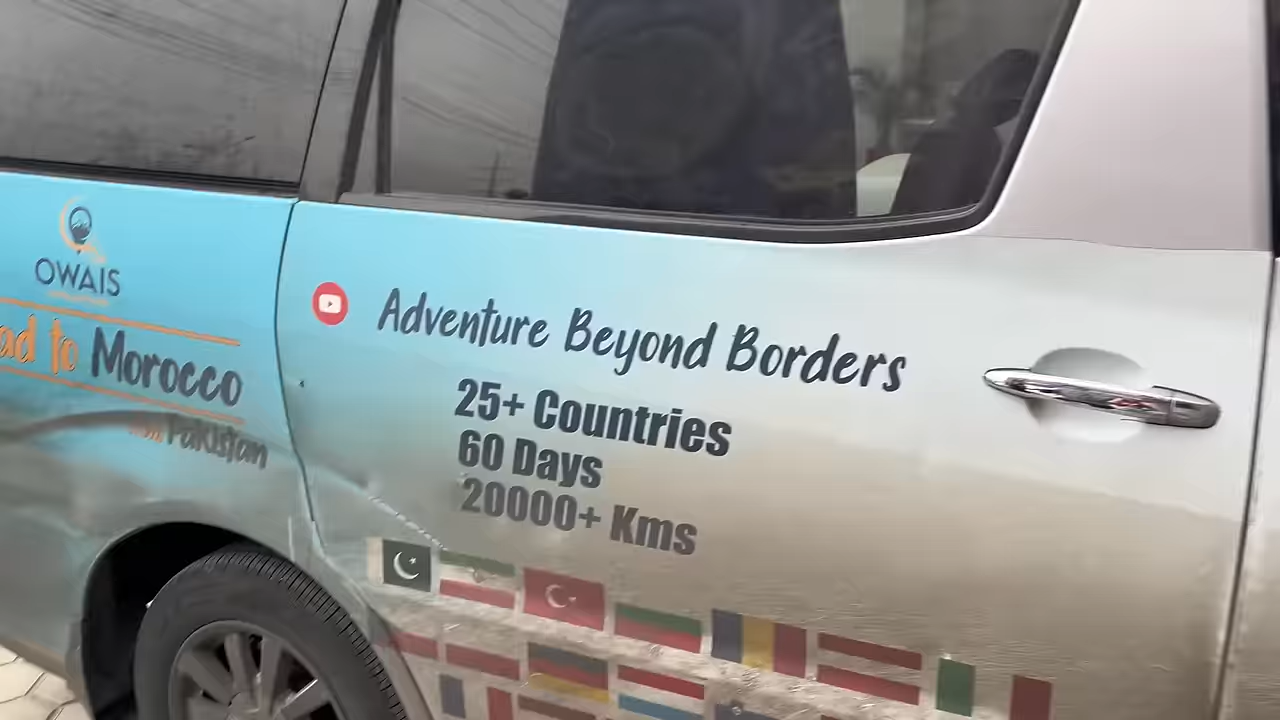 OWAIS
ad to Morocco
Pakistan
Adventure Beyond Borders
25+ Countries
60 Days
20000+ Kms